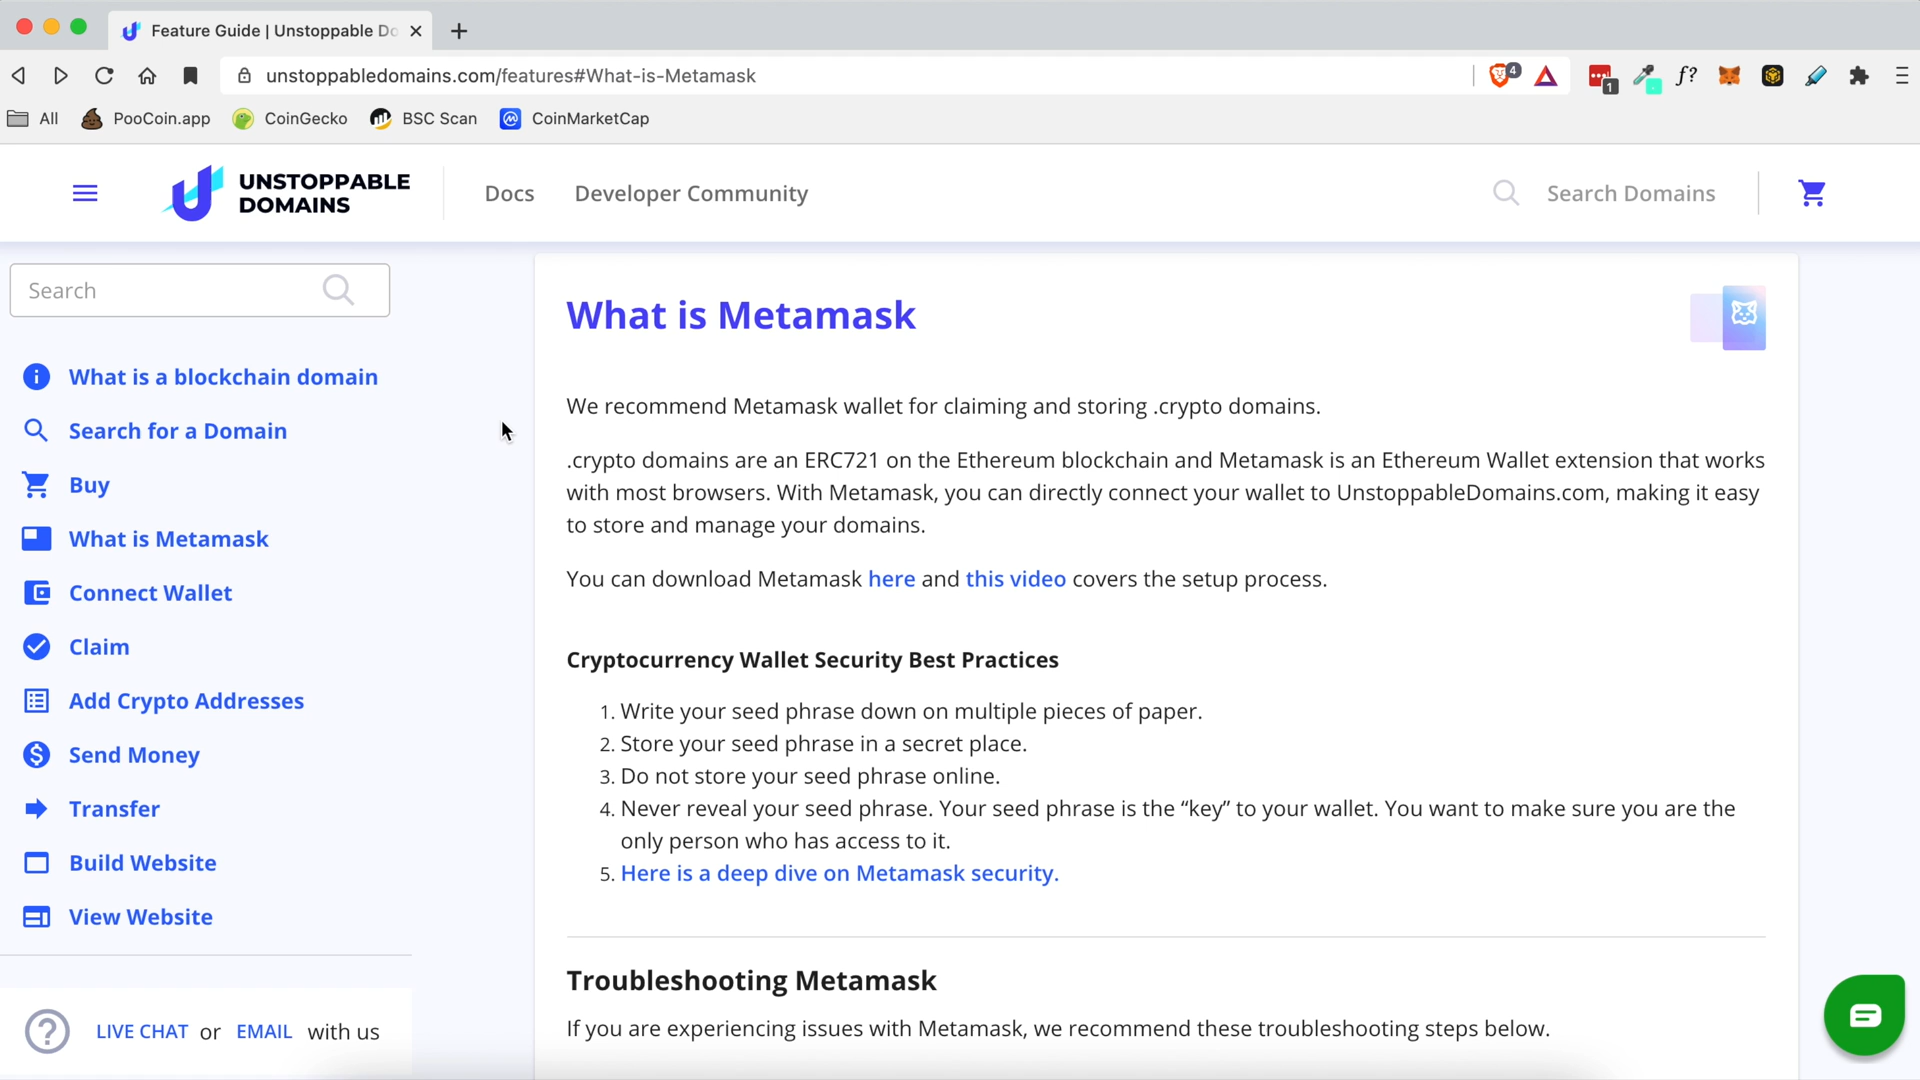 Feature Guide | Unstoppable Do
unstoppabledomains.com/features#What-is-Metamask
4
1
f?
All
PooCoin.app
CoinGecko
BSC Scan
CoinMarketCap
UNSTOPPABLE
DOMAINS
Docs
Developer Community
Search Domains
Search
What is a blockchain domain
Search for a Domain
Buy
What is Metamask
Connect Wallet
Claim
Add Crypto Addresses
Send Money
Transfer
Build Website
View Website
LIVE CHAT or EMAIL with us
What is Metamask
We recommend Metamask wallet for claiming and storing .crypto domains.
.crypto domains are an ERC721 on the Ethereum blockchain and Metamask is an Ethereum Wallet extension that works
with most browsers. With Metamask, you can directly connect your wallet to UnstoppableDomains.com, making it easy
to store and manage your domains.
You can download Metamask here and this video covers the setup process.
Cryptocurrency Wallet Security Best Practices
1. Write your seed phrase down on multiple pieces of paper.
2. Store your seed phrase in a secret place.
3. Do not store your seed phrase online.
4. Never reveal your seed phrase. Your seed phrase is the “key” to your wallet. You want to make sure you are the
only person who has access to it.
5. Here is a deep dive on Metamask security.
Troubleshooting Metamask
If you are experiencing issues with Metamask, we recommend these troubleshooting steps below.